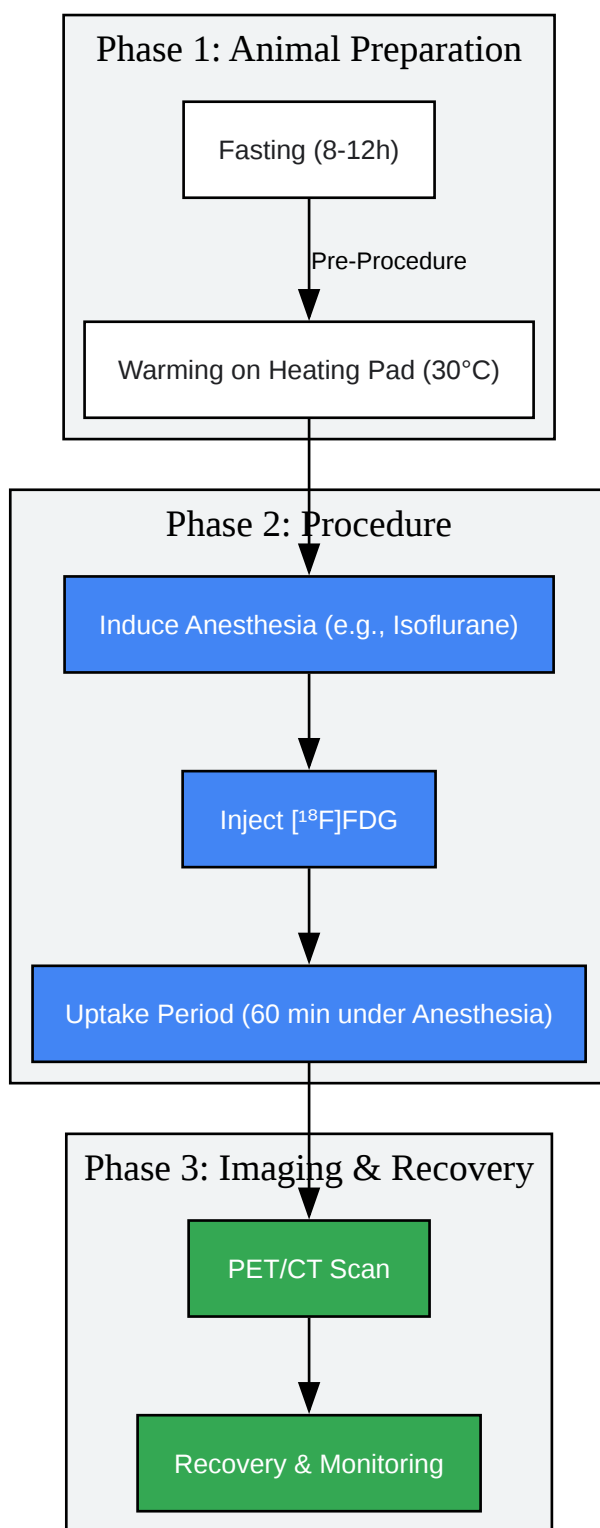 Phase 1: Animal Preparation
Fasting (8-12h)
Pre-Procedure
Warming on Heating Pad (30°C)
Phase 2: Procedure
Induce Anesthesia (e.g., Isoflurane)
Inject [¹⁸F]FDG
Uptake Period (60 min under Anesthesia)
Phase 3: Imaging & Recovery
PET/CT Scan
Recovery & Monitoring